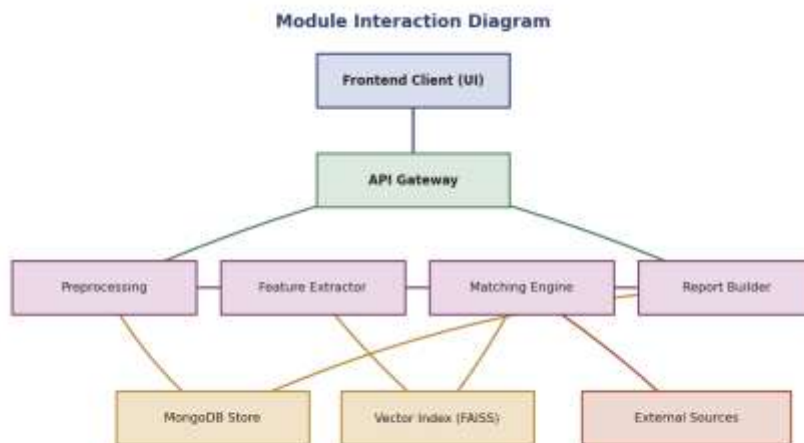 Module Interaction Diagram
Frontend Client (UI)
API Gateway
Preprocessing
Feature Extractor
Matching Engine
Report Builder
MongoDB Store
Vector Index (FAISS)
External Sources